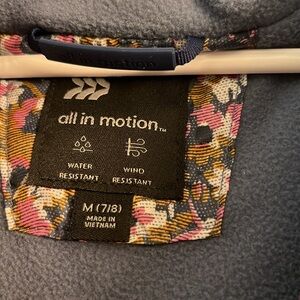 all in motion™
WATER
RESISTANT
WIND
RESISTANT
M (7/8)
MADE IN
VIETNAM